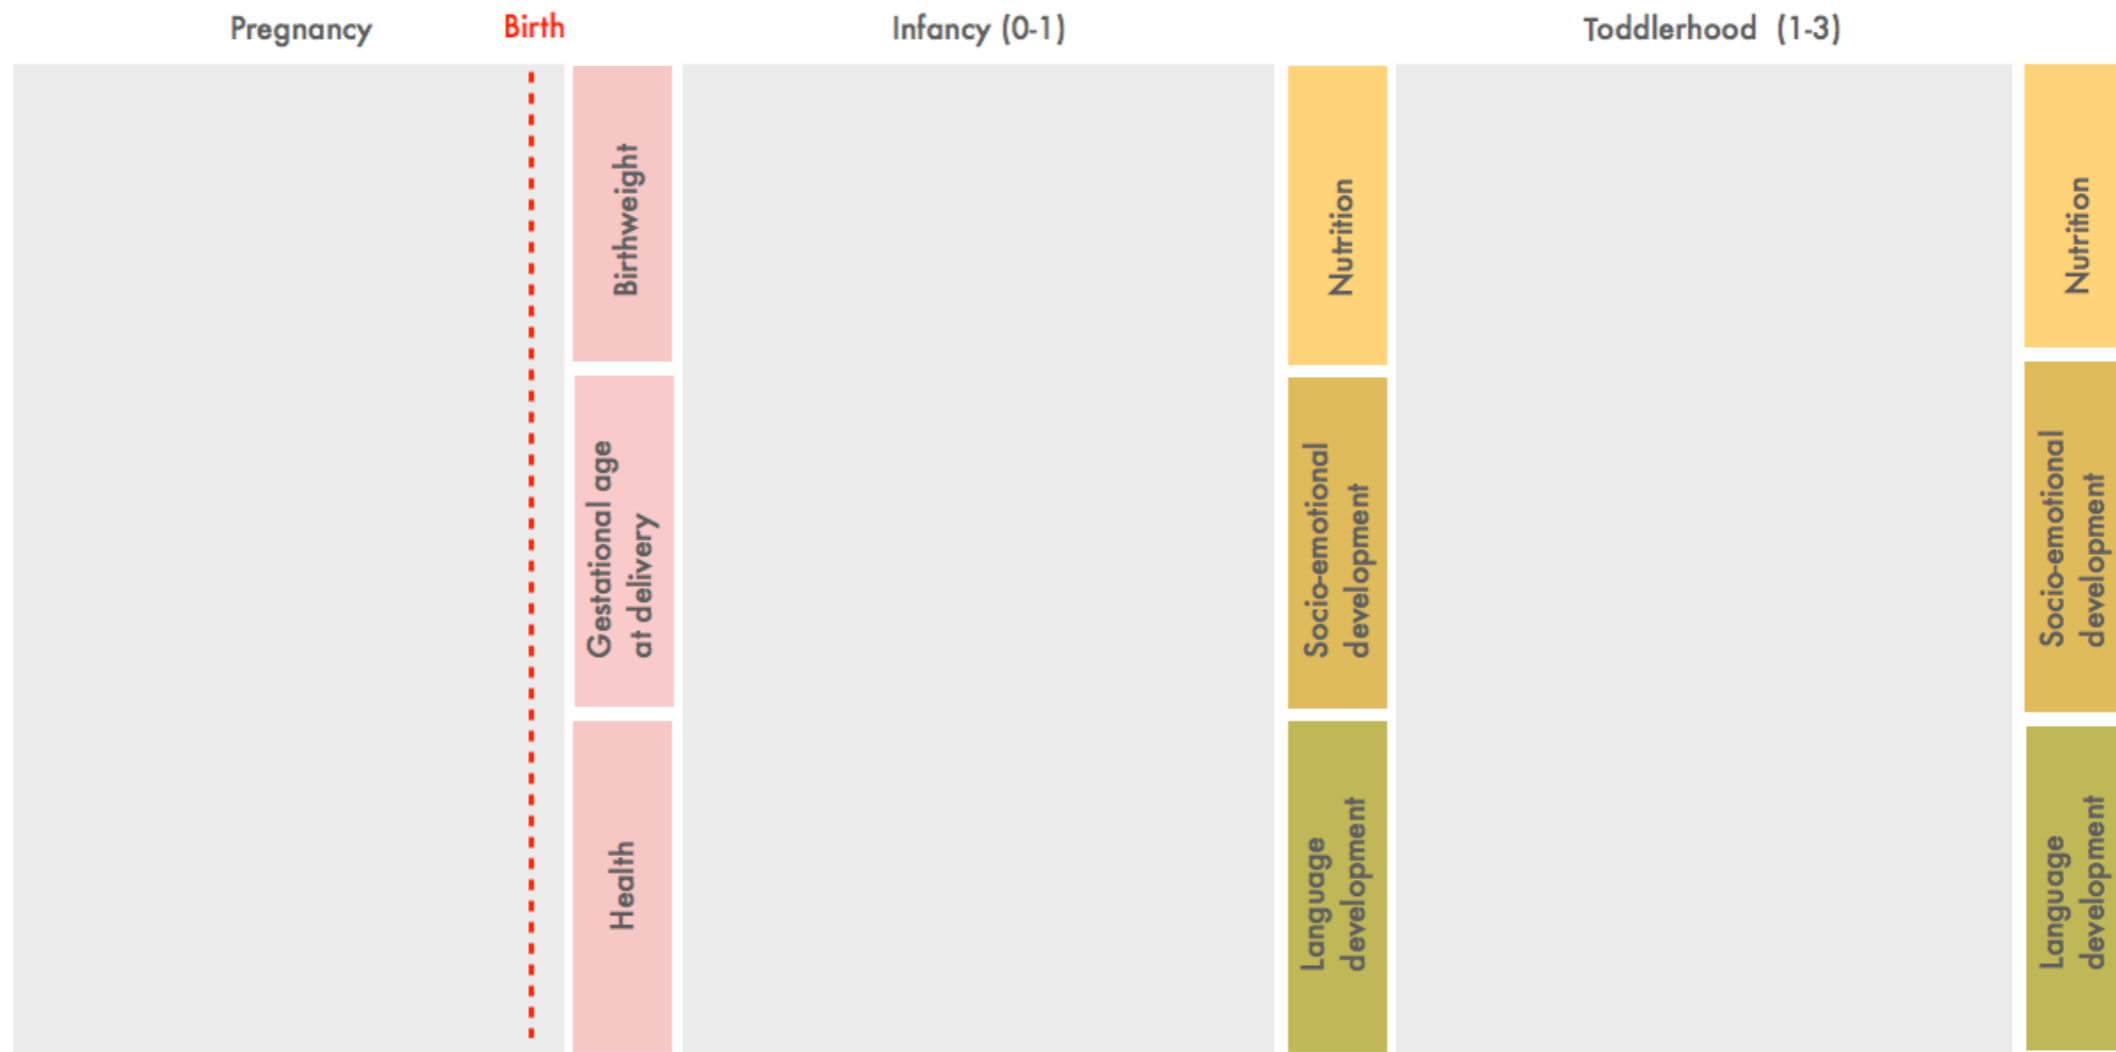 Pregnancy
Birth
Infancy (0-1)
Toddlerhood (1-3)
Birthweight
Gestational age
at delivery
Health
Nutrition
Socio-emotional
development
Language
development
Nutrition
Socio-emotional
development
Language
development